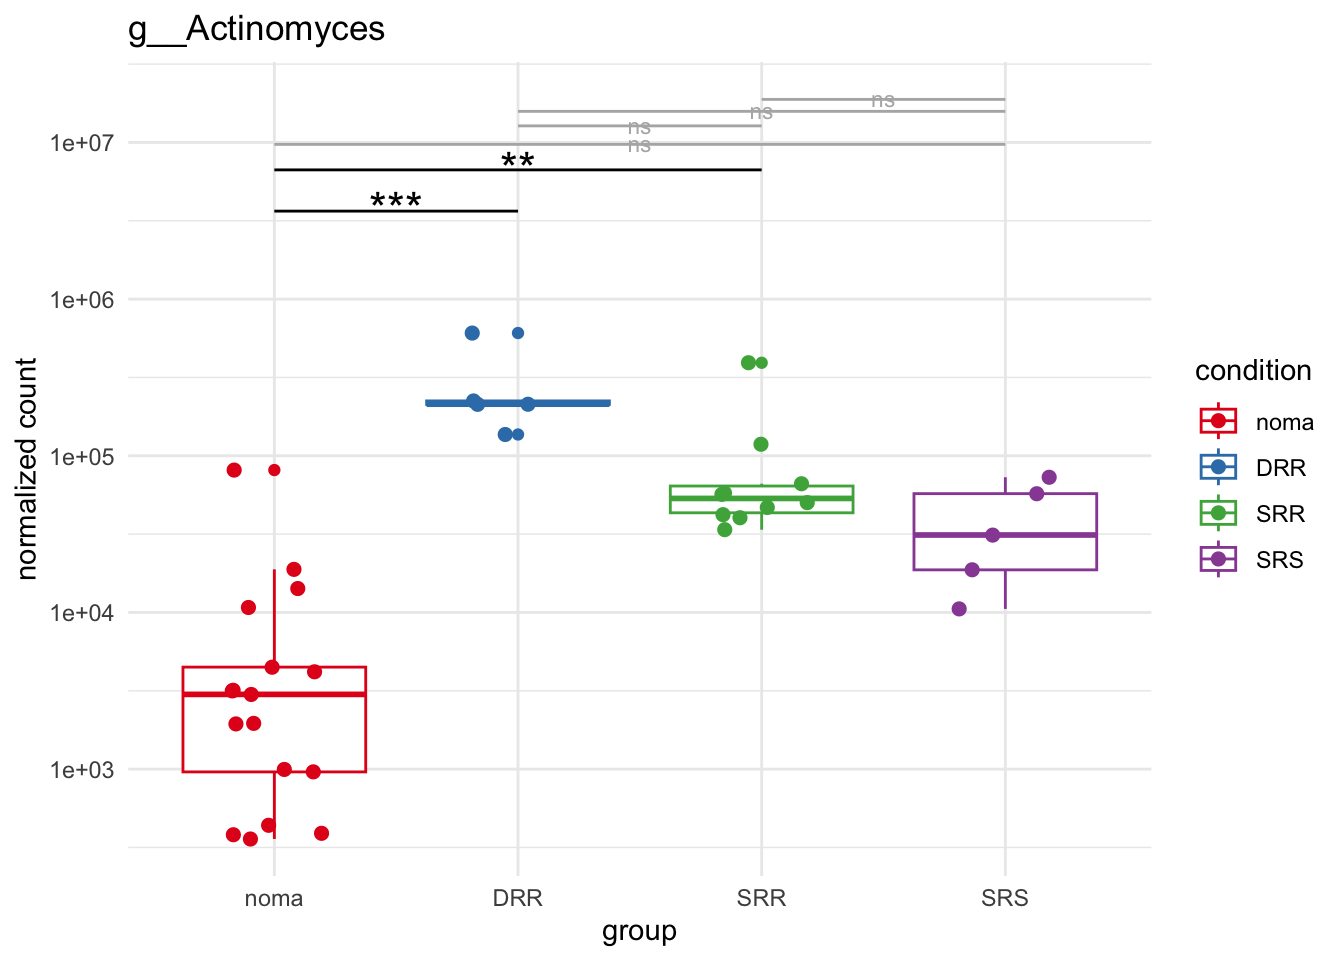 g__Actinomyces
ns
ns
ns
ns
**
***
1e+07
1e+06
1e+05
1e+04
1e+03
normalized count
noma
DRR
SRR
SRS
group
condition
noma
DRR
SRR
SRS